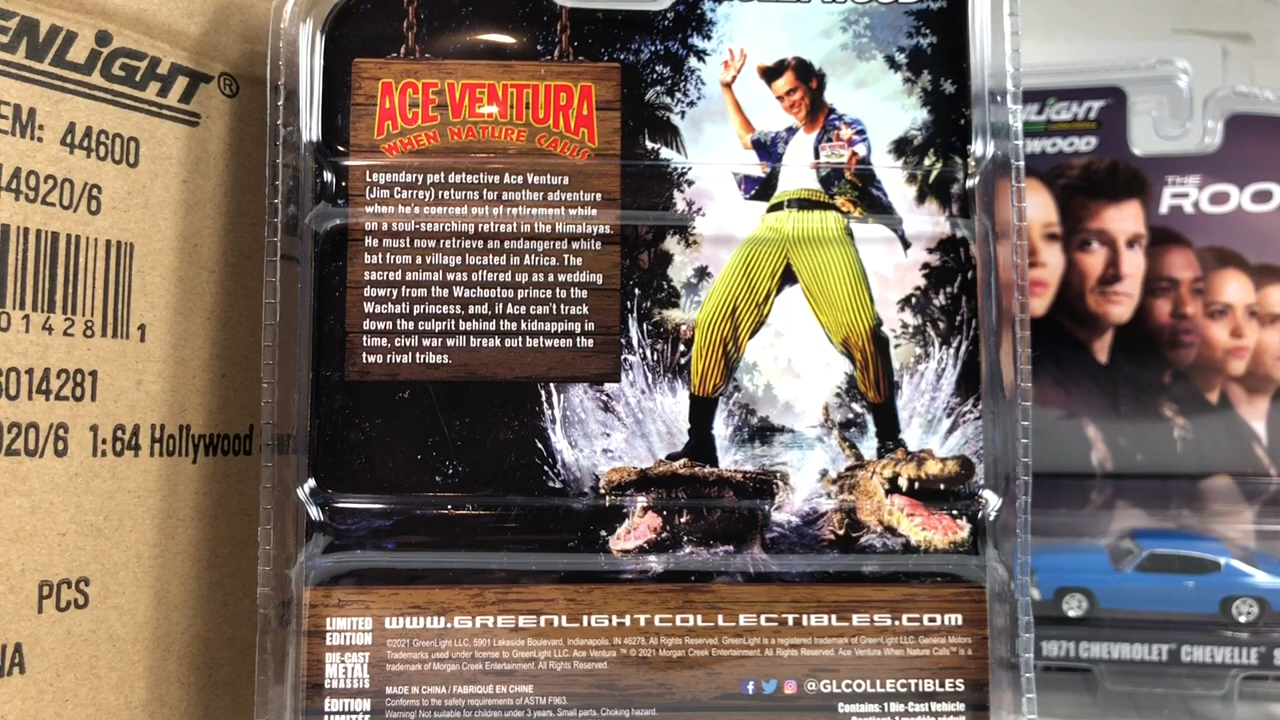 ENLIGHT®
EM: 44600
44920/6
01428 1
6014281
920/6 1:64 Hollywood
PCS
NA
HOLLYWOOD
ACE VENTURA
WHEN NATURE CALLS
Legendary pet detective Ace Ventura
(Jim Carrey) returns for another adventure
when he's coerced out of retirement while
on a soul-searching retreat in the Himalayas.
He must now retrieve an endangered white
bat from a village located in Africa. The
sacred animal was offered up as a wedding
dowry from the Wachootoo prince to the
Wachati princess, and, if Ace can't track
down the culprit behind the kidnapping in
time, civil war will break out between the
two rival tribes.
LIMITED
EDITION
DIE-CAST
METAL
CHASSIS
ÉDITION
LIMITÉE
WWW.GREENLIGHTCOLLECTIBLES.COM
©2021 GreenLight LLC, 5901 Lakeside Boulevard, Indianapolis, IN 46278, All Rights Reserved. GreenLight is a registered trademark of GreenLight LLC. General Motors
Trademarks used under license to GreenLight LLC. Ace Ventura ™ © 2021 Morgan Creek Entertainment. All Rights Reserved. Ace Ventura When Nature Calls™ is a
trademark of Morgan Creek Entertainment. All Rights Reserved.
@GLCOLLECTIBLES
MADE IN CHINA / FABRIQUÉ EN CHINE
Conforms to the safety requirements of ASTM F963.
Warning! Not suitable for children under 3 years. Small parts. Choking hazard.
Contains: 1 Die-Cast Vehicle
Contient: 1 modèle réduit
NLIGHT
WOOD
THE
ROO
1971 CHEVROLET CHEVELLE S